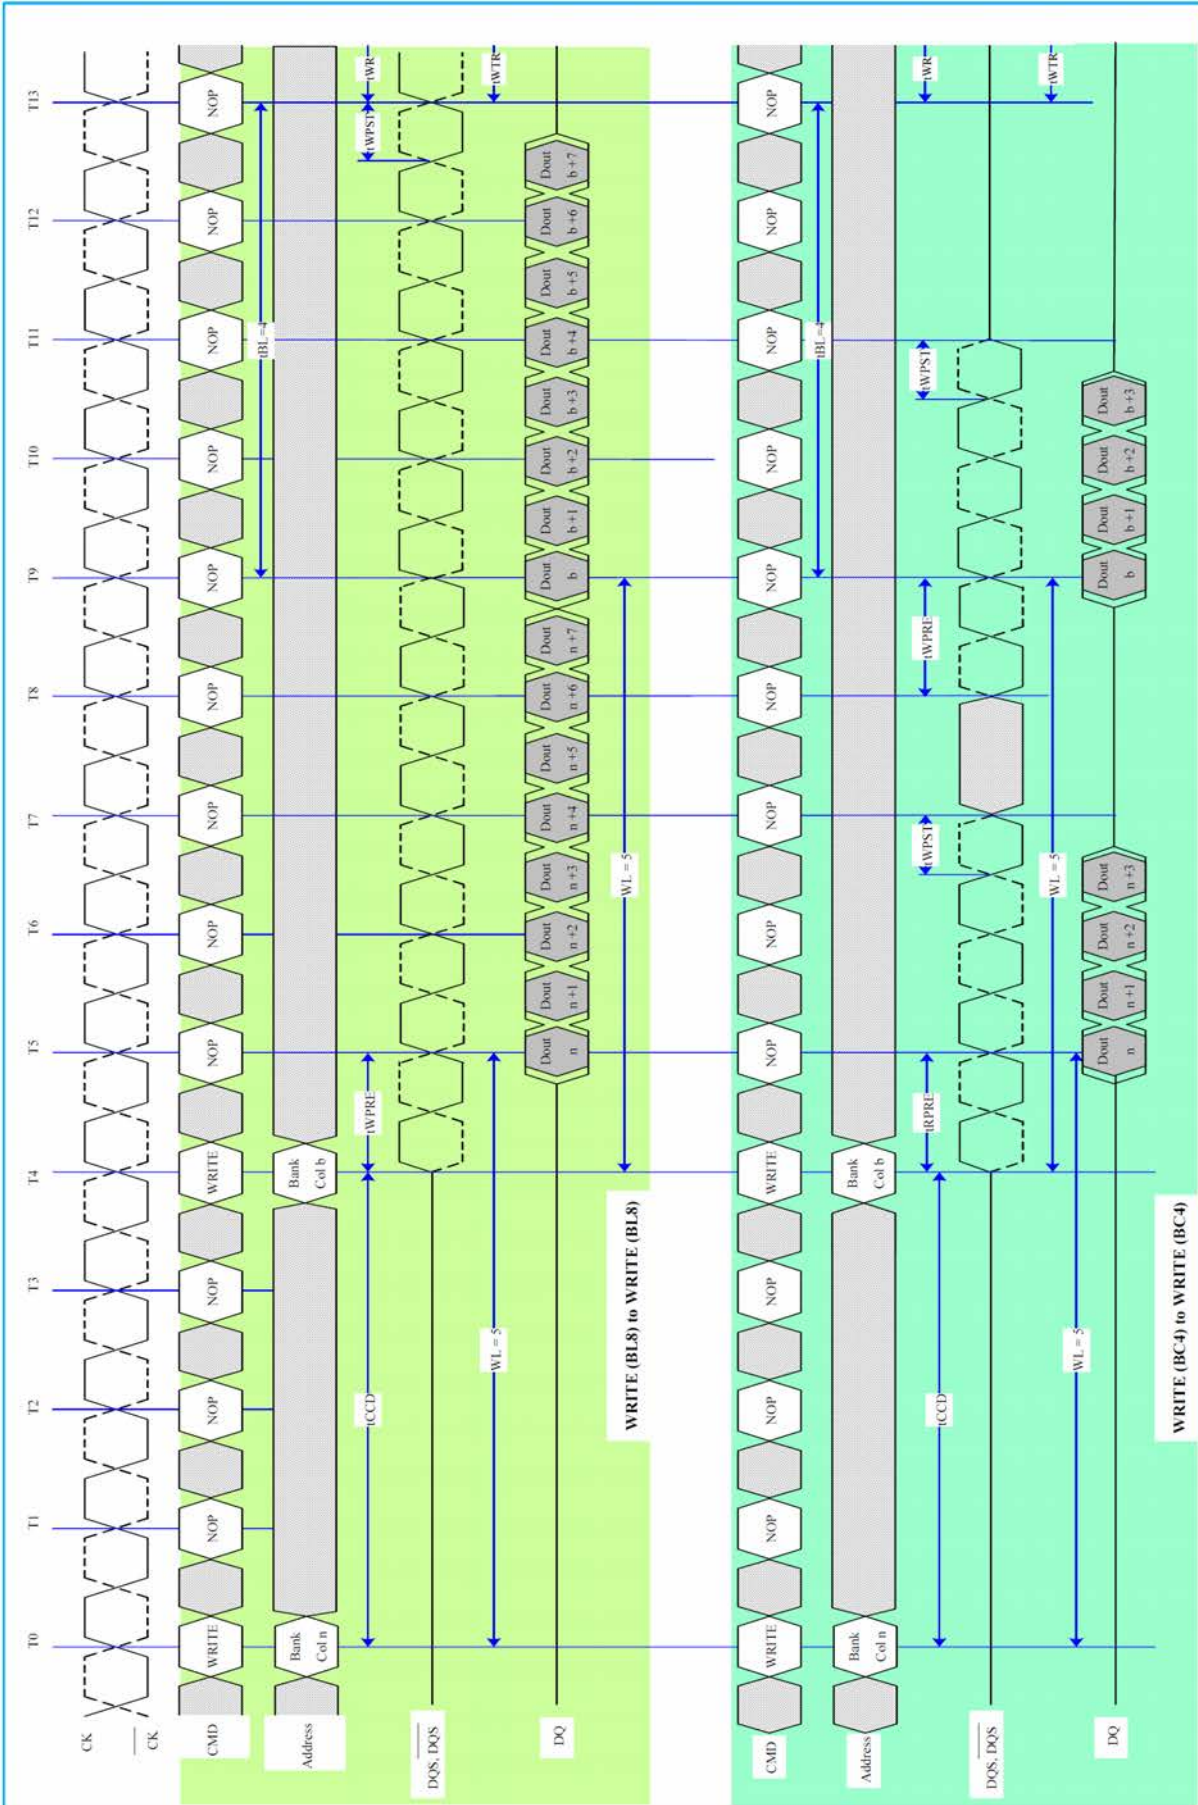 T0 T1 T2 T3 T4 T5 T6 T7 T8 T9 T10 T11 T12 T13
CK
CK
CMD WRITE NOP NOP NOP WRITE NOP NOP NOP NOP NOP NOP NOP NOP NOP
tBL=4
Bank Bank
Address Col n Col b
tCCD tWPRE tWPST tWR
DQS, DQS
WL = 5 tWTR
Dout Dout Dout Dout Dout Dout Dout Dout Dout Dout Dout Dout Dout Dout Dout Dout
DQ n n +1 n +2 n +3 n +4 n +5 n +6 n +7 b b +1 b +2 b +3 b +4 b +5 b +6 b +7
WL = 5
WRITE (BL8) to WRITE (BL8)
CMD WRITE NOP NOP NOP WRITE NOP NOP NOP NOP NOP NOP NOP NOP NOP
tBL=4
Bank Bank
Address Col n Col b
tCCD tRPRE tWPST tWPRE tWPST tWR
DQS, DQS
WL = 5 tWTR
WL = 5
Dout Dout Dout Dout Dout Dout Dout Dout
DQ n n +1 n +2 n +3 b b +1 b +2 b +3
WRITE (BC4) to WRITE (BC4)